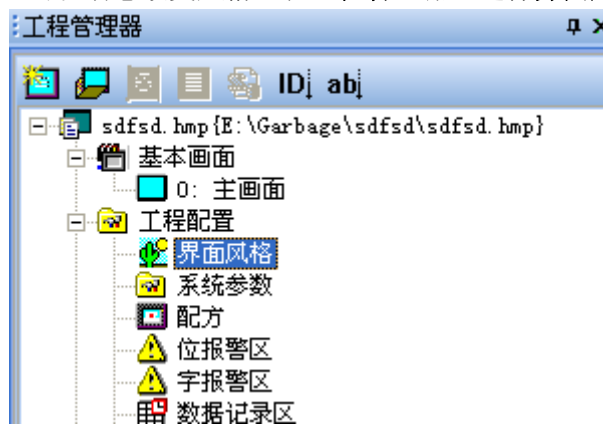 工程管理器
ID abj
sdfsd.hmp{E:\Garbage\sdfsd\sdfsd.hmp}
基本画面
0: 主画面
工程配置
界面风格
系统参数
配方
位报警区
字报警区
数据记录区